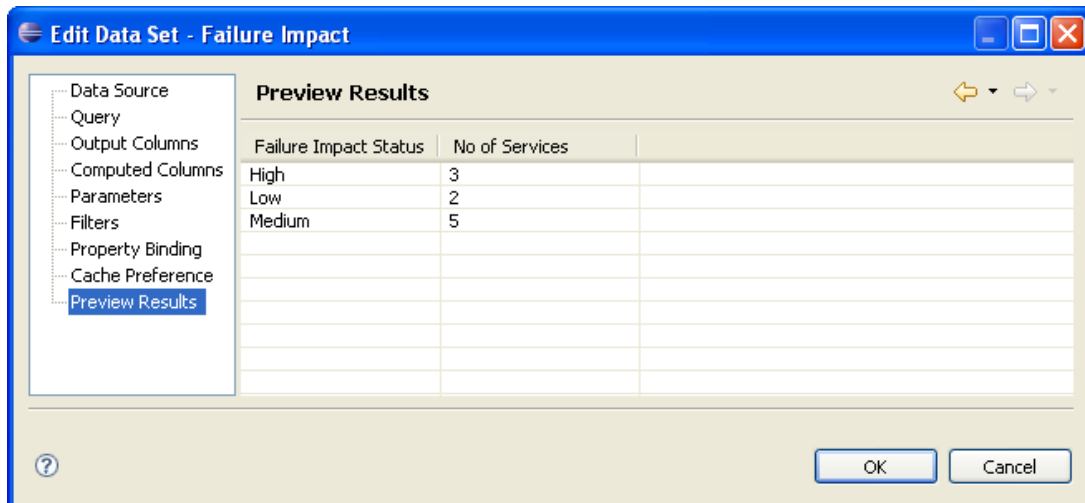 Edit Data Set - Failure Impact
Data Source
Query
Output Columns
Computed Columns
Parameters
Filters
Property Binding
Cache Preference
Preview Results
Preview Results
Failure Impact Status No of Services
High 3
Low 2
Medium 5
OK Cancel